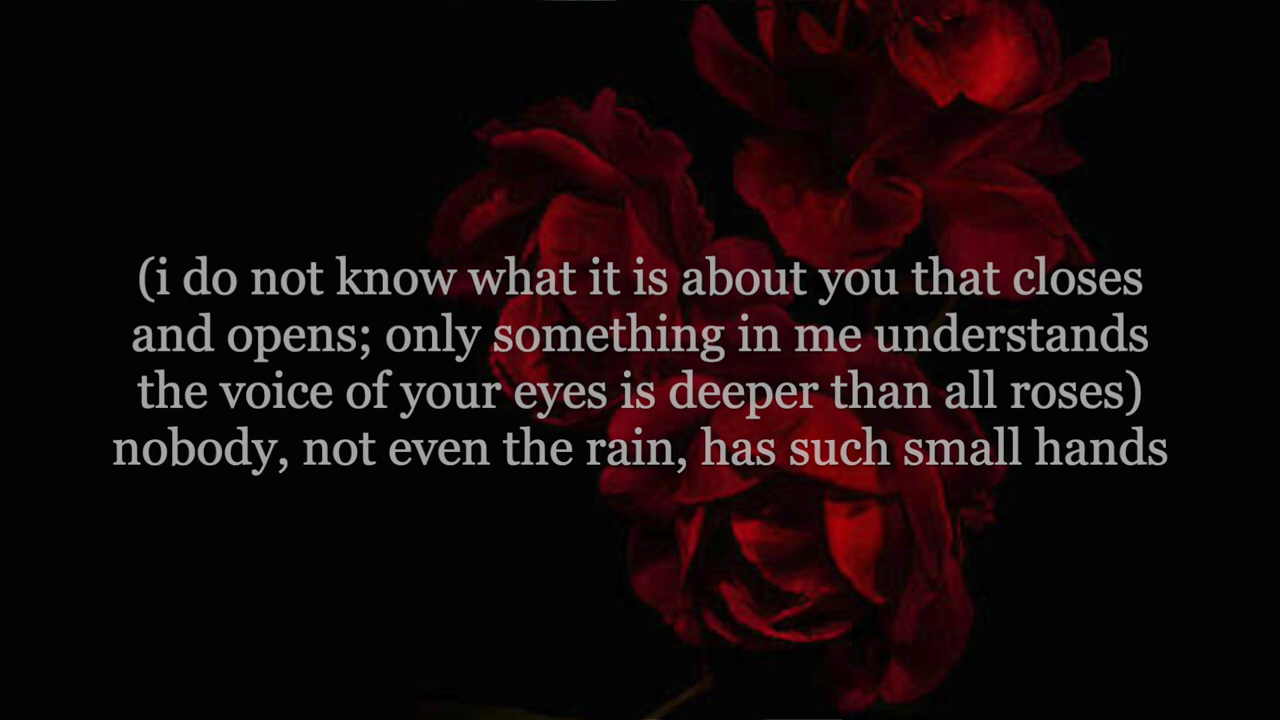 (i do not know what it is about you that closes
and opens; only something in me understands
the voice of your eyes is deeper than all roses)
nobody, not even the rain, has such small hands